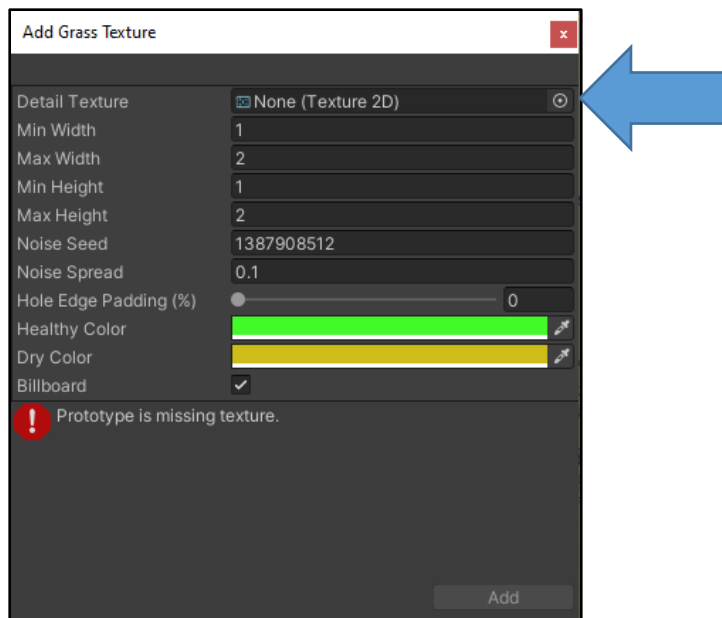 Add Grass Texture
x
Detail Texture None (Texture 2D)
Min Width 1
Max Width 2
Min Height 1
Max Height 2
Noise Seed 1387908512
Noise Spread 0.1
Hole Edge Padding (%) 0
Healthy Color
Dry Color
Billboard
! Prototype is missing texture.
Add